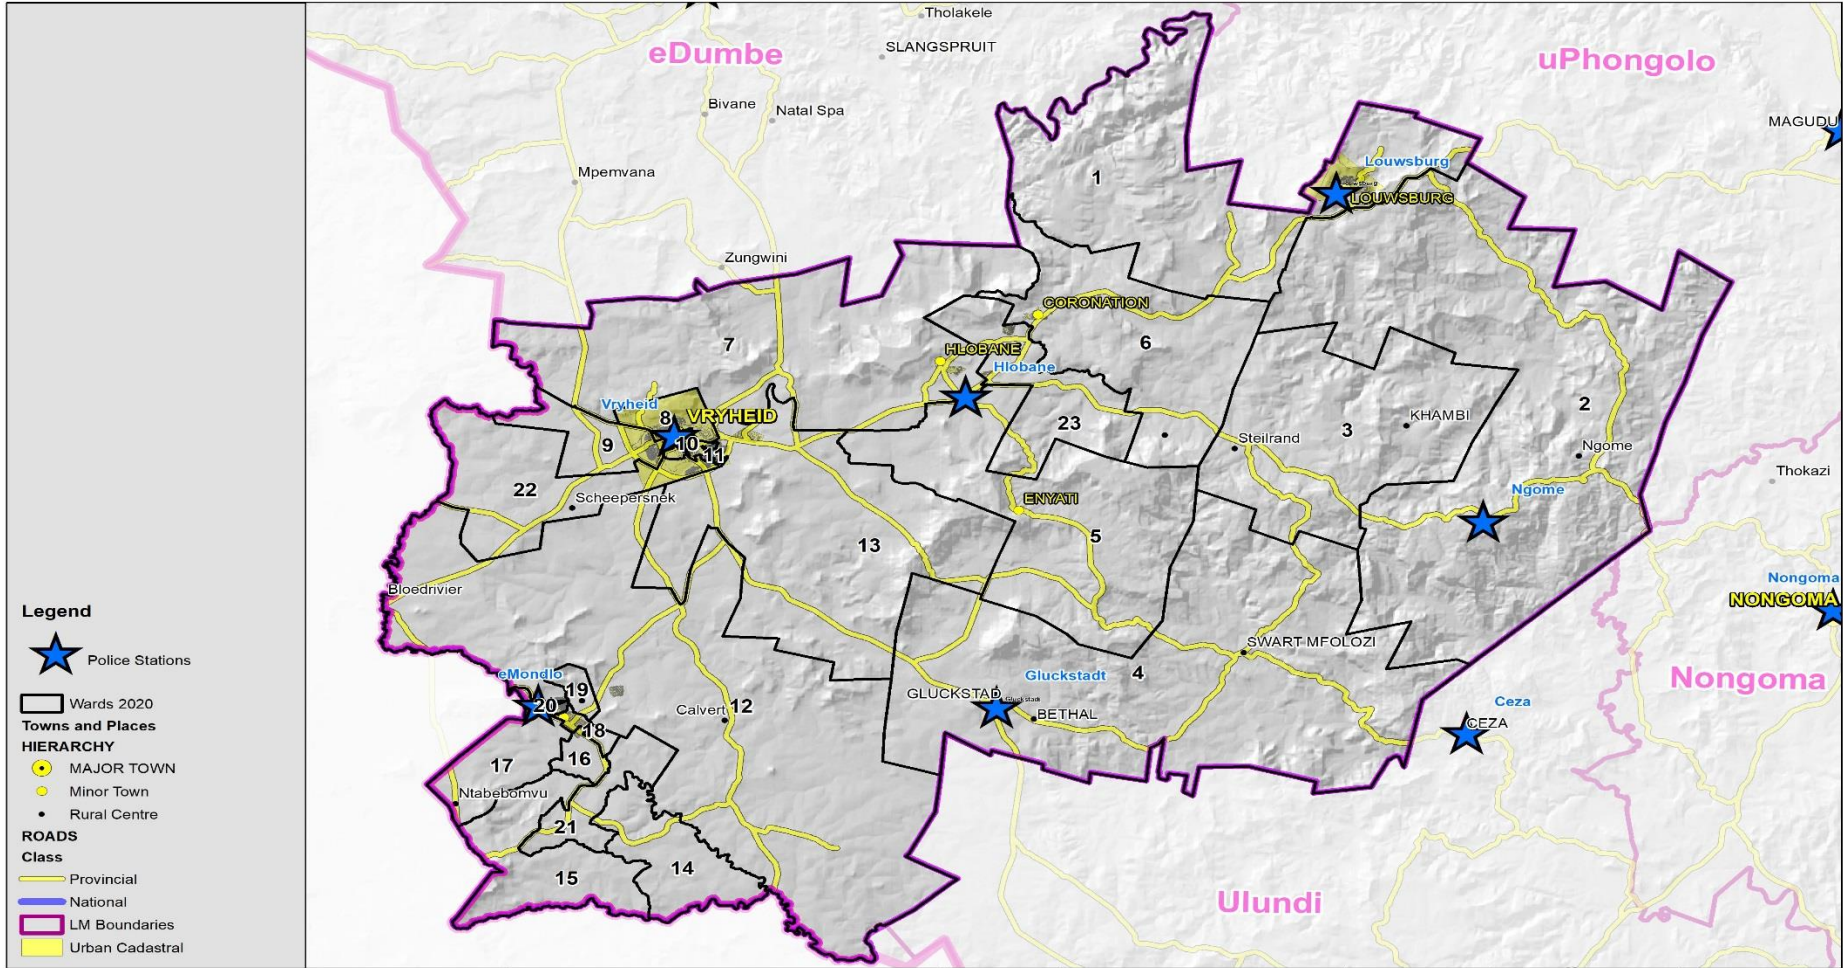 Tholakele
SLANGSPRUIT
eDumbe
uPhongolo
Bivane
Natal Spa
MAGUDU
Mpemvana
1
Louwsburg
LOUWSBURG
Zungwini
CORONATION
7
6
HLOBANE
Hlobane
Vryheid
8
VRYHEID
2
KHAMBI
23
3
9
10
11
Steilrand
Ngome
Thokazi
22
Scheepersnek
ENYATI
Ngome
13
5
Bloedrivier
Nongoma
NONGOMA
SWART MFOLOZI
eMondlo
19
Gluckstadt
4
Nongoma
20
GLUCKSTAD
Gluckstadt
Calvert
12
BETHAL
Ceza
CEZA
18
17
16
Ntabebomvu
21
15
14
Ulundi
Legend
Police Stations
Wards 2020
Towns and Places
HIERARCHY
MAJOR TOWN
Minor Town
Rural Centre
ROADS
Class
Provincial
National
LM Boundaries
Urban Cadastral